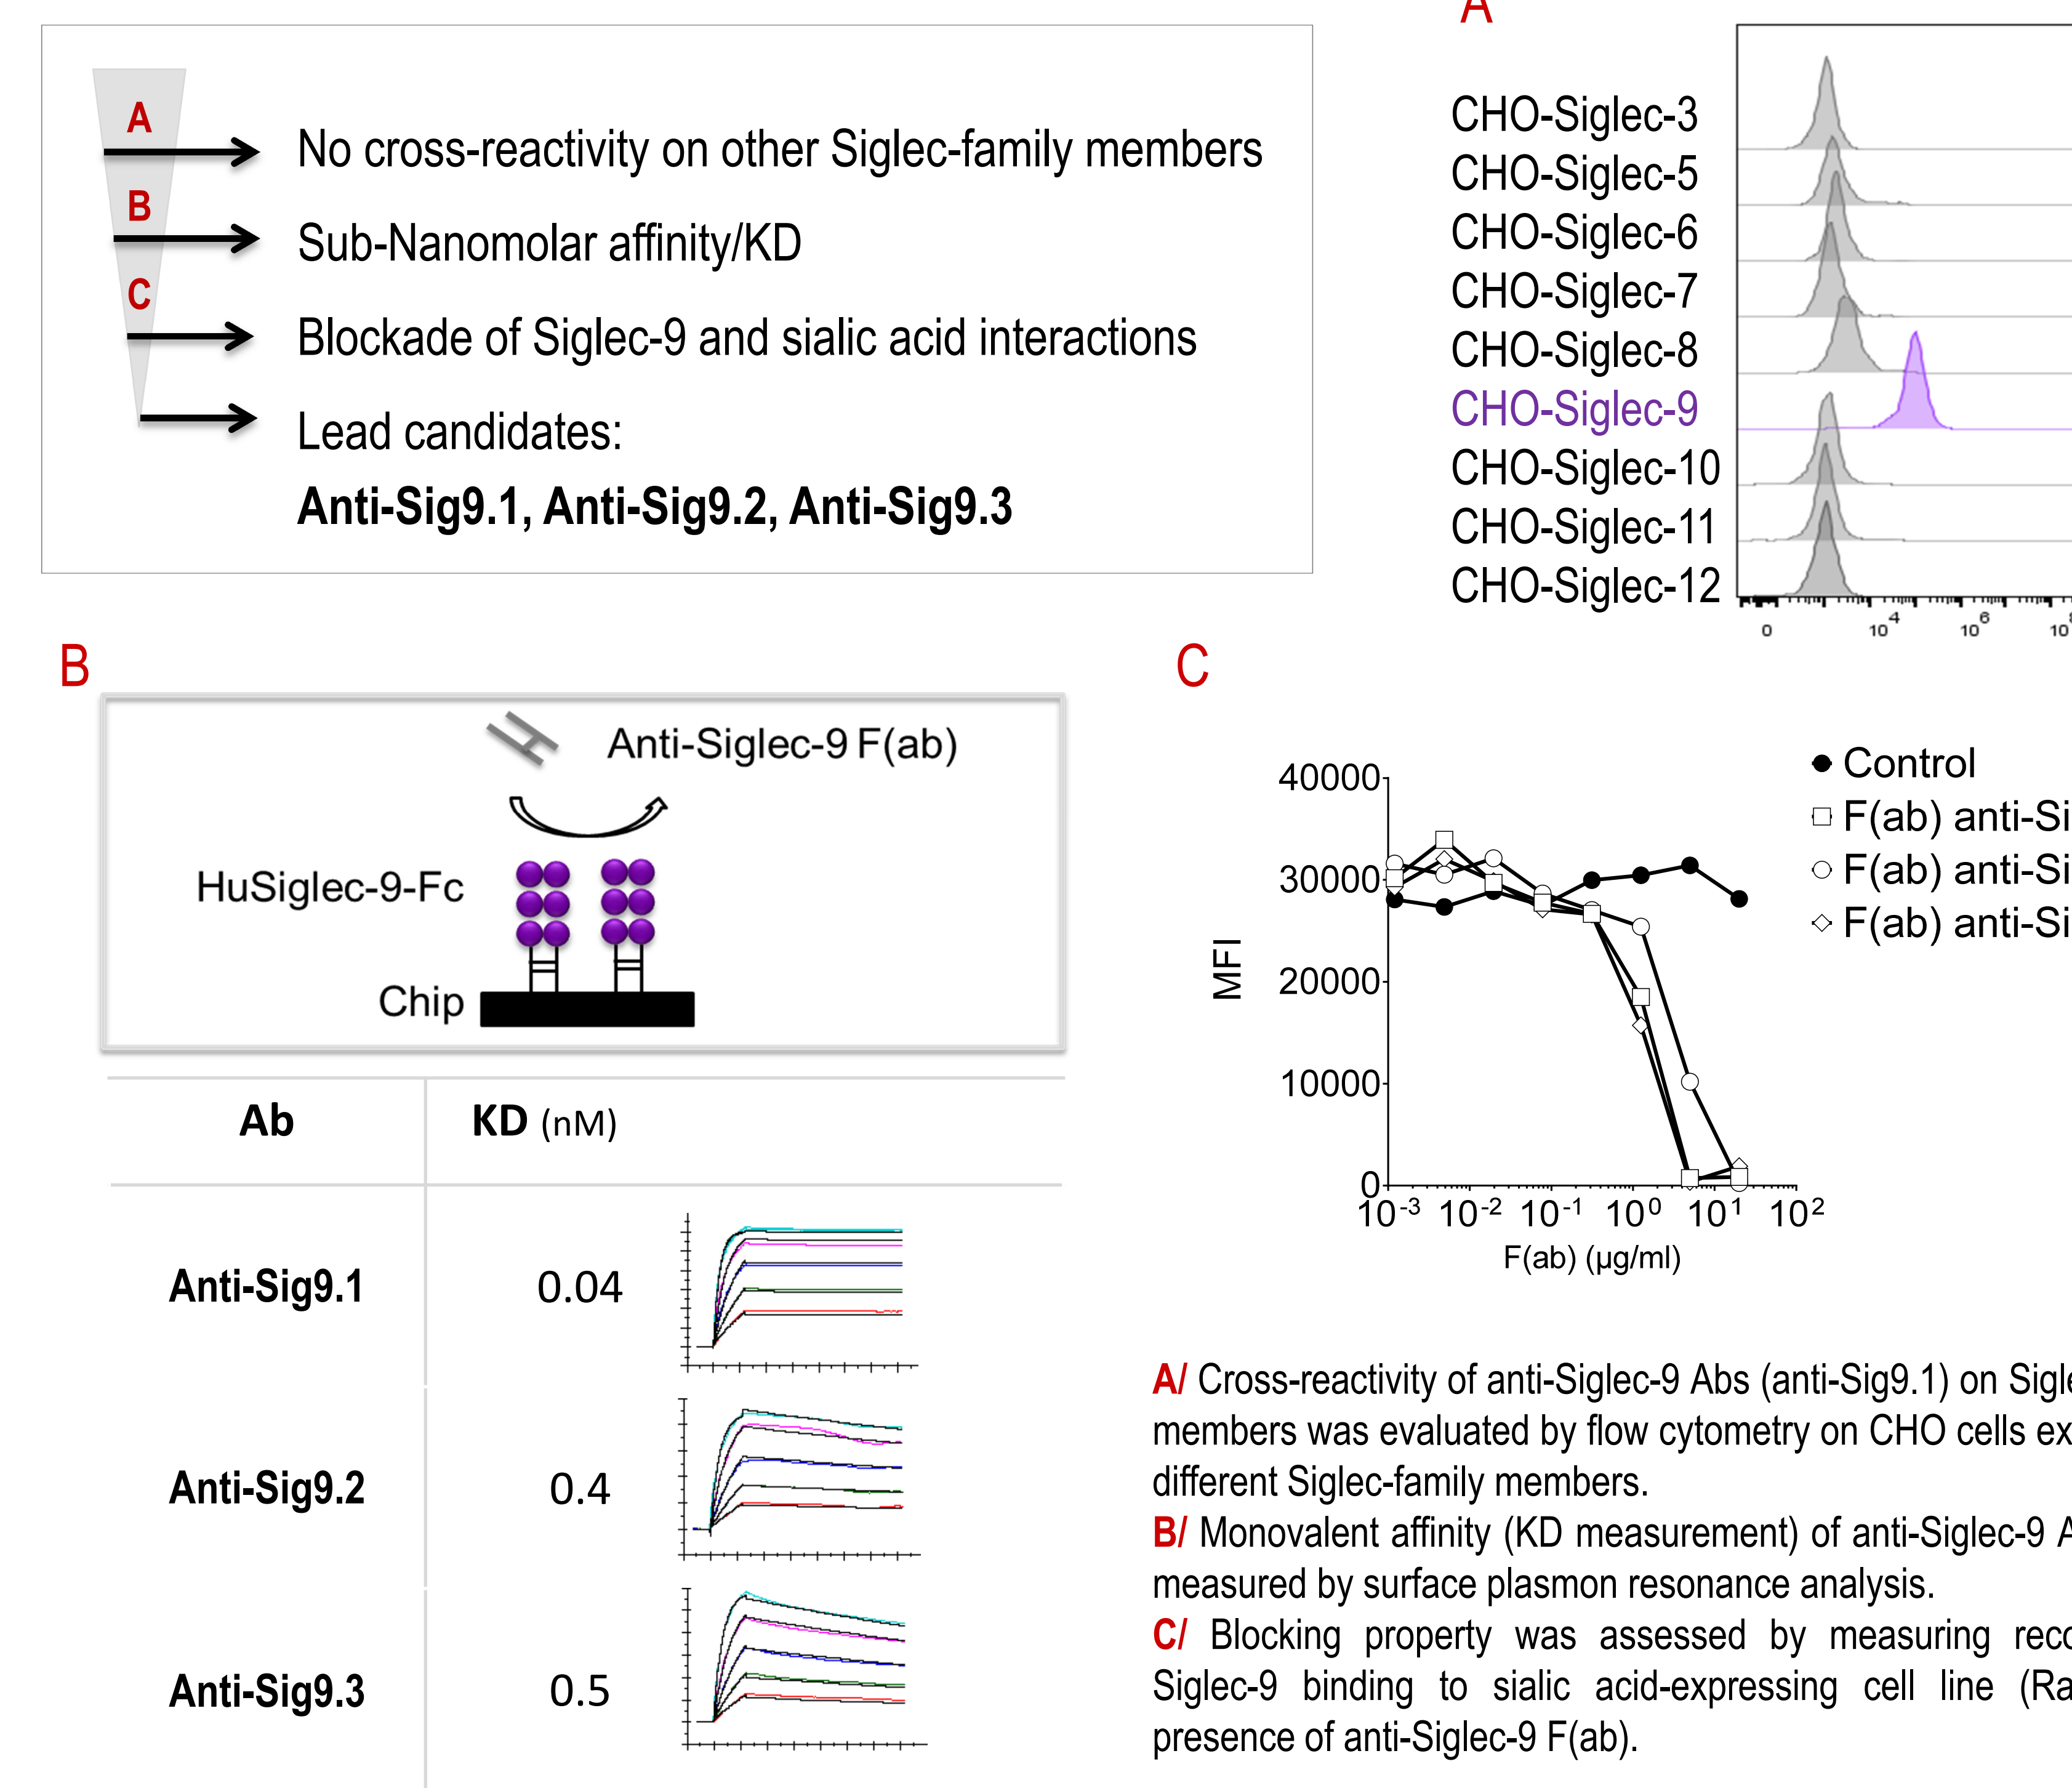 A
No cross-reactivity on other Siglec-family members
B
Sub-Nanomolar affinity/KD
C
Blockade of Siglec-9 and sialic acid interactions
Lead candidates:
Anti-Sig9.1, Anti-Sig9.2, Anti-Sig9.3
A
CHO-Siglec-3
CHO-Siglec-5
CHO-Siglec-6
CHO-Siglec-7
CHO-Siglec-8
CHO-Siglec-9
CHO-Siglec-10
CHO-Siglec-11
CHO-Siglec-12
0 10^4 10^6
B
Anti-Siglec-9 F(ab)
HuSiglec-9-Fc
Chip
Ab KD (nM)
Anti-Sig9.1 0.04
Anti-Sig9.2 0.4
Anti-Sig9.3 0.5
C
Control
F(ab) anti-
F(ab) anti-
F(ab) anti-
MFI
40000
30000
20000
10000
0
10^-3 10^-2 10^-1 10^0 10^1 10^2
F(ab) (µg/ml)
A/ Cross-reactivity of anti-Siglec-9 Abs (anti-Sig9.1) on
members was evaluated by flow cytometry on CHO cells
different Siglec-family members.
B/ Monovalent affinity (KD measurement) of anti-Siglec-9
measured by surface plasmon resonance analysis.
C/ Blocking property was assessed by measuring
Siglec-9 binding to sialic acid-expressing cell line
presence of anti-Siglec-9 F(ab).